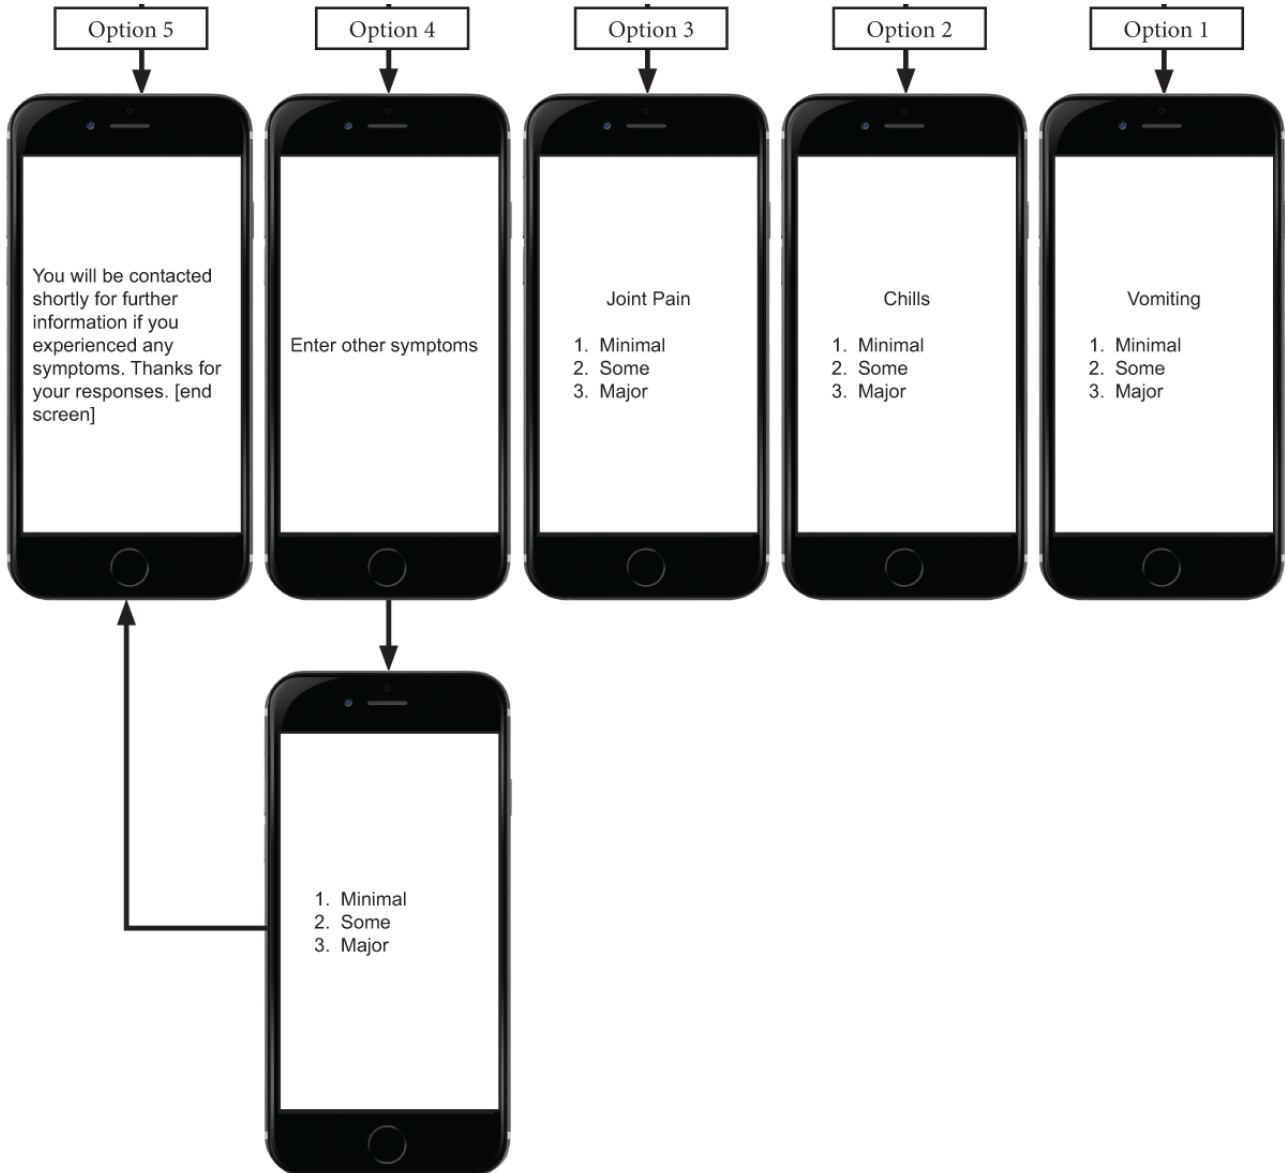 Option 5
Option 4
Option 3
Option 2
Option 1
You will be contacted
shortly for further
information if you
experienced any
symptoms. Thanks for
your responses. [end
screen]
Enter other symptoms
Joint Pain
1. Minimal
2. Some
3. Major
Chills
1. Minimal
2. Some
3. Major
Vomiting
1. Minimal
2. Some
3. Major
1. Minimal
2. Some
3. Major